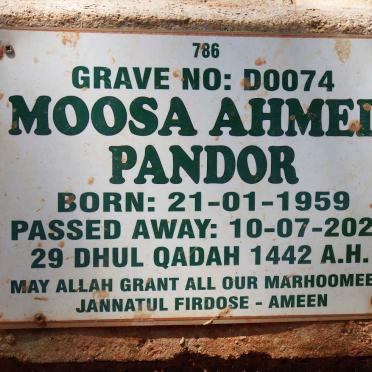 786
GRAVE NO: D0074
MOOSA AHMED
PANDOR
BORN: 21-01-1959
PASSED AWAY: 10-07-202
29 DHUL QADAH 1442 A.H.
MAY ALLAH GRANT ALL OUR MARHOOMEE
JANNATUL FIRDOSE - AMEEN